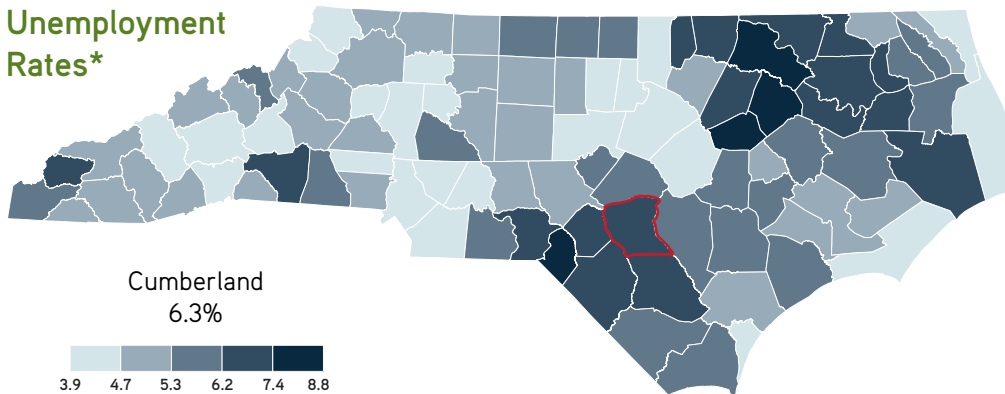 Unemployment
Rates*
Cumberland
6.3%
3.9 4.7 5.3 6.2 7.4 8.8